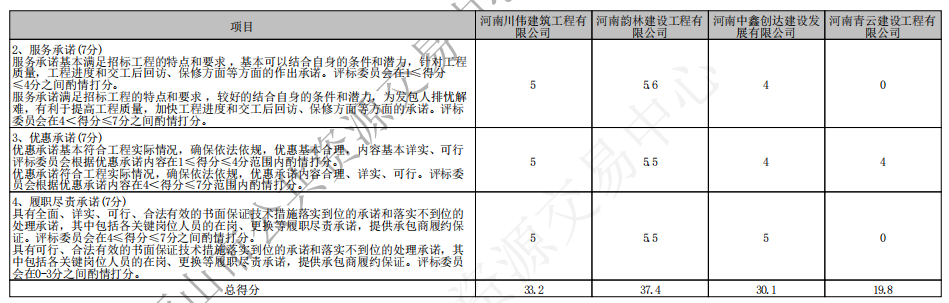 项目
河南川伟建筑工程有限公司
河南韵林建设工程有限公司
河南中鑫创达建设发展有限公司
河南青云建设工程有限公司
2、服务承诺(7分)
服务承诺基本满足招标工程的特点和要求，基本可以结合自身的条件和潜力，针对工程
质量，工程进度和交工后回访、保修方面等方面的作出承诺。评标委员会在1≤得分
≤4分之间酌情打分。
服务承诺满足招标工程的特点和要求，较好的结合自身的条件和潜力，为发包人排忧解
难，有利于提高工程质量，加快工程进度和交工后回访、保修方面等方面的承诺。评标
委员会在4＜得分≤7分之间酌情打分。
5
5.6
4
0
3、优惠承诺(7分)
优惠承诺基本符合工程实际情况，确保依法依规，优惠基本合理、内容基本详实、可行
评标委员会根据优惠承诺内容在1≤得分≤4分范围内酌情打分。
优惠承诺符合工程实际情况，确保依法依规，优惠承诺内容合理、详实、可行。评标委
员会根据优惠承诺内容在4＜得分≤7分范围内酌情打分。
5
5.5
4
4
4、履职尽责承诺(7分)
具有全面、详实、可行、合法有效的书面保证技术措施落实到位的承诺和落实不到位的
处理承诺，其中包括各关键岗位人员的在岗、更换等履职尽责承诺，提供承包商履约保
证。评标委员会在4≤得分≤7分之间酌情打分。
具有可行、合法有效的书面保证技术措施落实到位的承诺和落实不到位的处理承诺，其
中包括各关键岗位人员的在岗、更换等履职尽责承诺，提供承包商履约保证。评标委员
会在0-3分之间酌情打分。
5
5.5
5
0
总得分
33.2
37.4
30.1
19.8
山市公共资源交易中心
资源交易中心